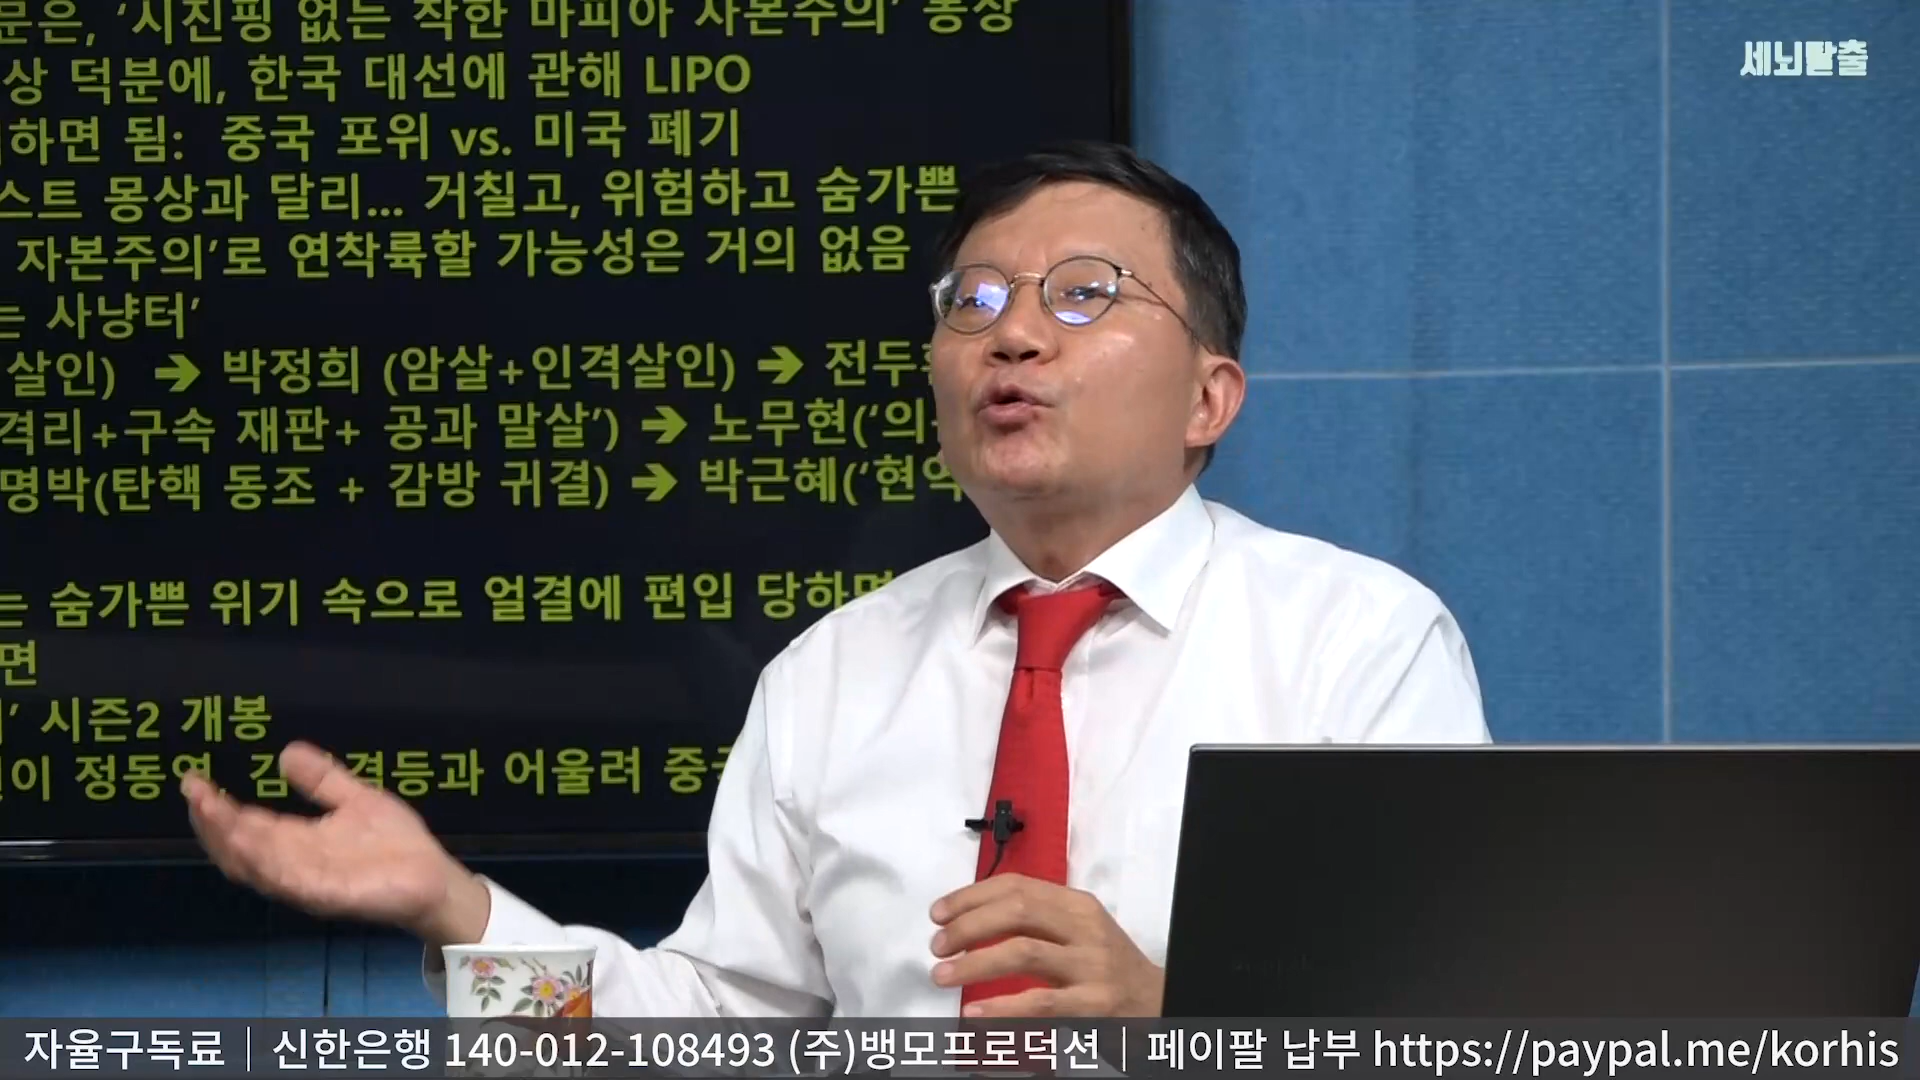 문은, ‘시진핑 없는 착한 마피아 자본주의’ 몽상
상 덕분에, 한국 대선에 관해 LIPO
하면 됨: 중국 포위 vs. 미국 폐기
스트 몽상과 달리... 거칠고, 위험하고 숨가쁜
자본주의’로 연착륙할 가능성은 거의 없음
는 사냥터’
살인) ➔ 박정희 (암살+인격살인) ➔ 전두
격리+구속 재판+ 공과 말살’) ➔ 노무현(‘의
명박(탄핵 동조 + 감방 귀결) ➔ 박근혜(‘현
는 숨가쁜 위기 속으로 얼결에 편입 당하면
면
’ 시즌2 개봉
이 정동영, 등과 어울려 중국
세뇌탈출
자율구독료│신한은행 140-012-108493 (주)뱅모프로덕션│페이팔 납부 https://paypal.me/korhis